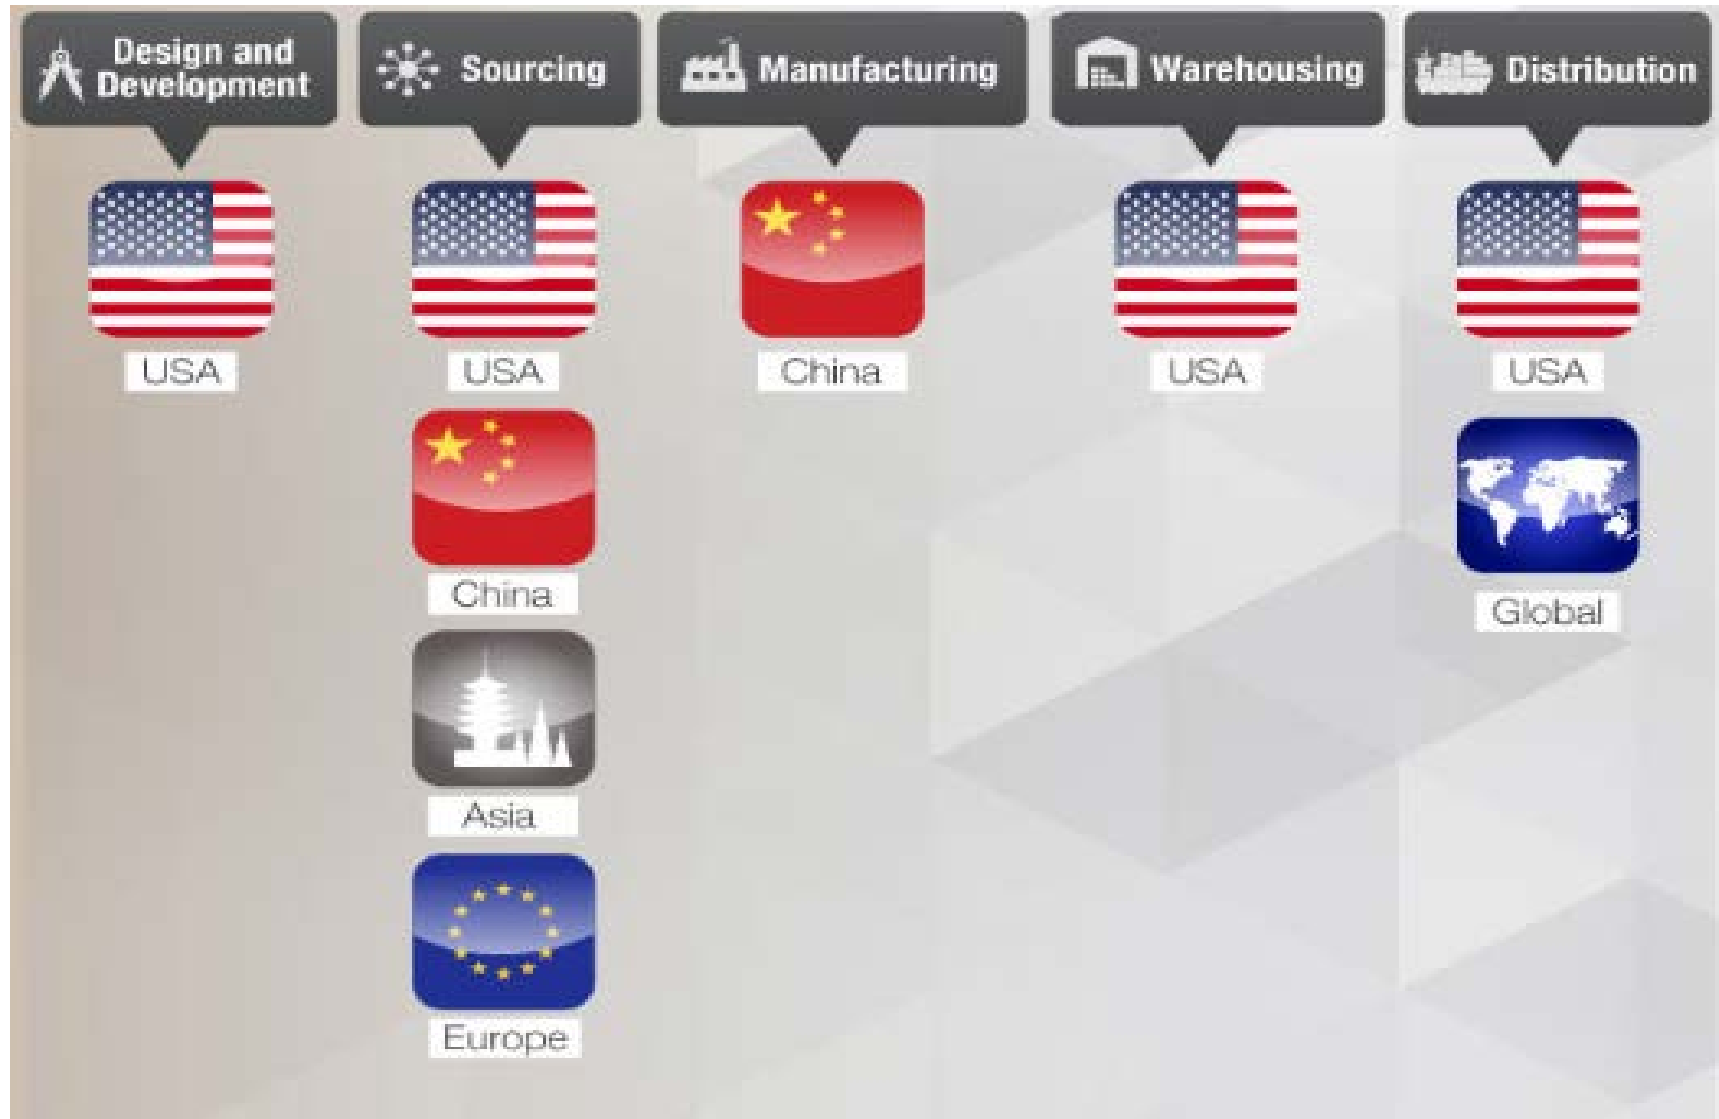 Design and
Development
Sourcing
Manufacturing
Warehousing
Distribution
USA
USA
China
USA
USA
China
Global
Asia
Europe